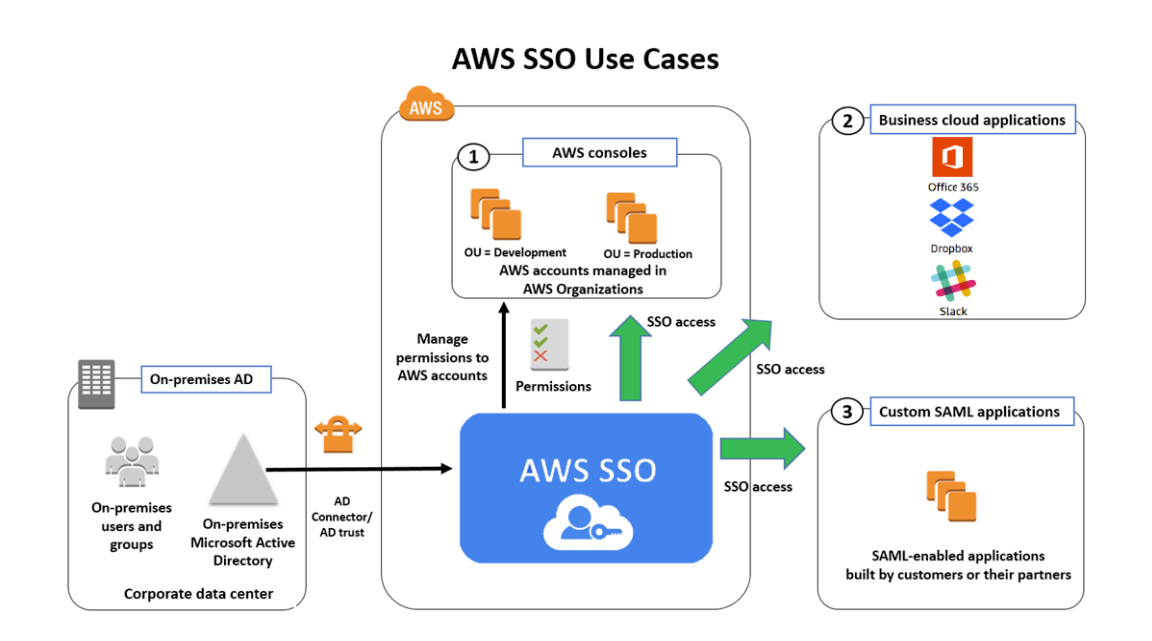 AWS SSO Use Cases
AWS
1
AWS consoles
OU = Development
OU = Production
AWS accounts managed in
AWS Organizations
Manage
permissions to
AWS accounts
Permissions
SSO access
SSO access
SSO access
AWS SSO
On-premises AD
On-premises
users and
groups
On-premises
Microsoft Active
Directory
Corporate data center
AD
Connector/
AD trust
2
Business cloud applications
Office 365
Dropbox
Slack
3
Custom SAML applications
SAML-enabled applications
built by customers or their partners